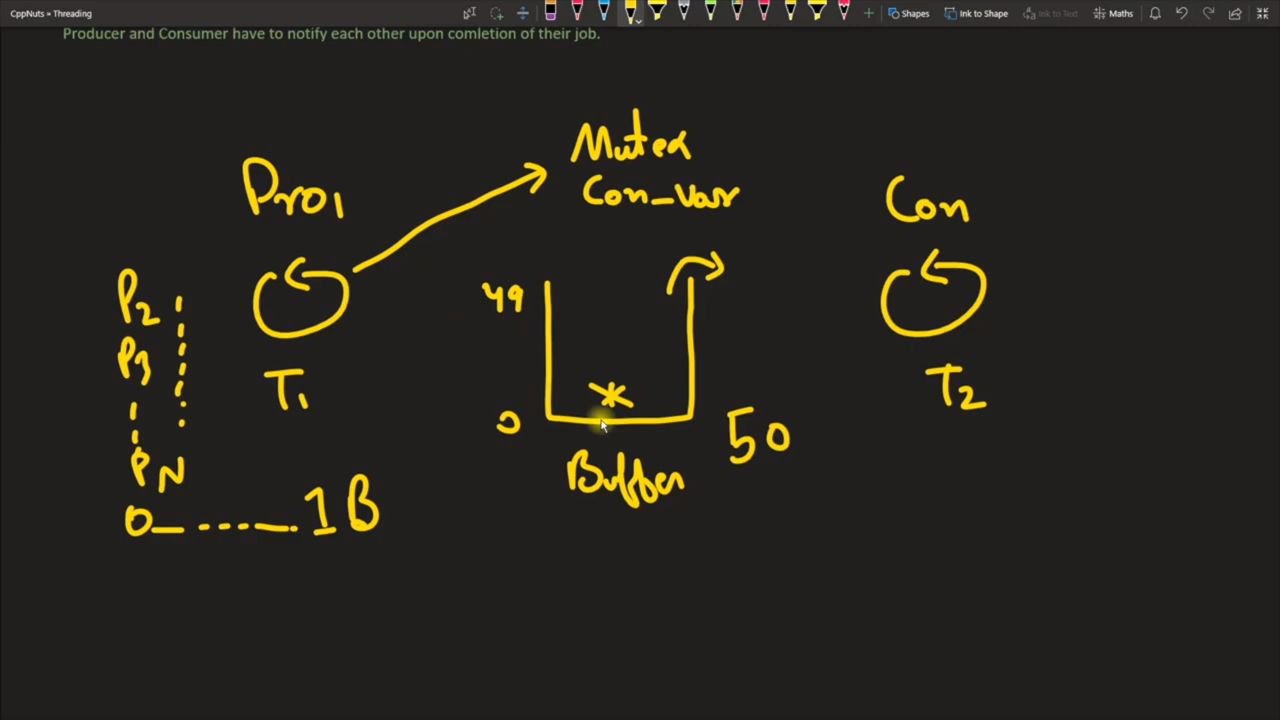 CppNuts » Threading
Shapes
Ink to Shape
Ink to Text
Maths
Producer and Consumer have to notify each other upon comletion of their job.
Mutex
Con_var
Pro1
Con
P2
P3
PN
T1
T2
49
0
50
Buffer
0_ ...._ 1B